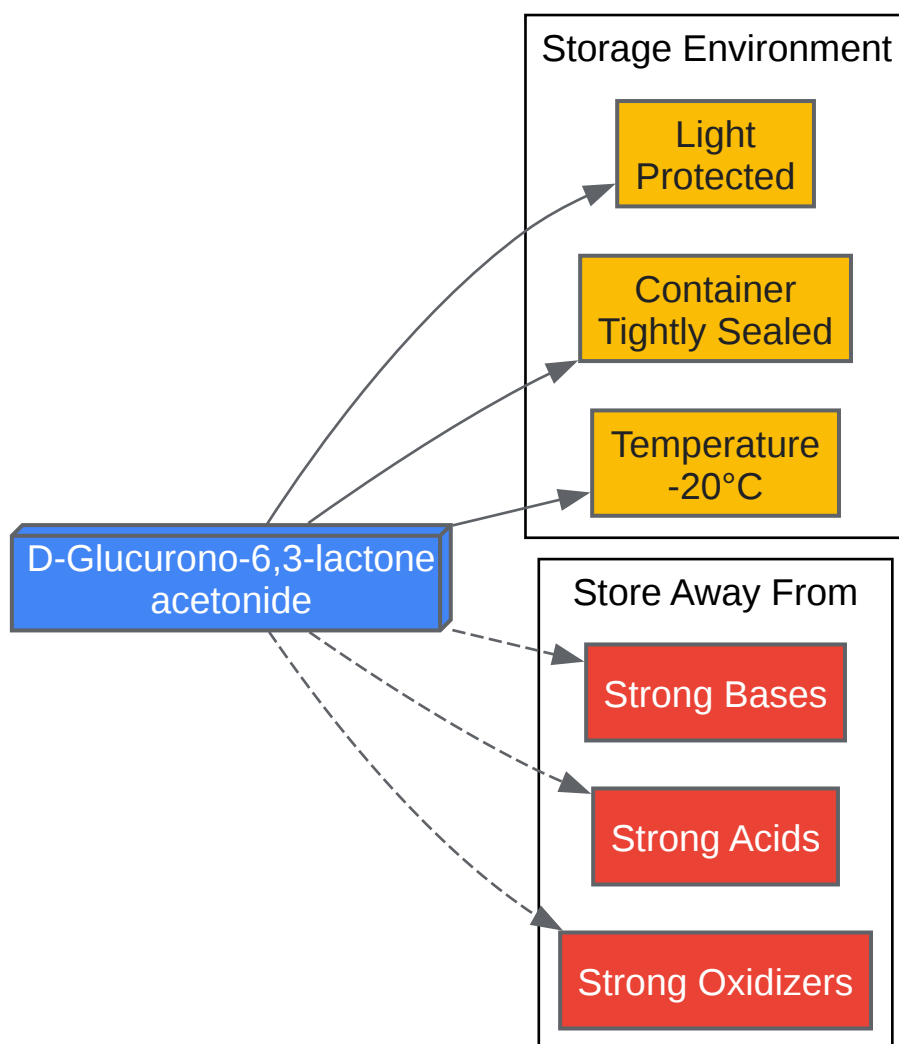 Storage Environment
Light
Protected
Container
Tightly Sealed
Temperature
-20°C
D-Glucurono-6,3-lactone
acetonide
Store Away From
Strong Bases
Strong Acids
Strong Oxidizers